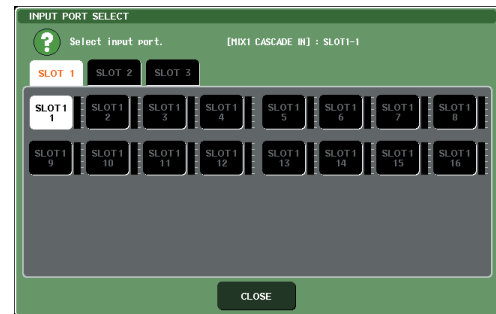 INPUT PORT SELECT
? Select input port. [MIX1 CASCADE IN] : SLOT1-1
SLOT 1 SLOT 2 SLOT 3
SLOT1 SLOT1 SLOT1 SLOT1 SLOT1 SLOT1 SLOT1 SLOT1
1 2 3 4 5 6 7 8
SLOT1 SLOT1 SLOT1 SLOT1 SLOT1 SLOT1 SLOT1 SLOT1
9 10 11 12 13 14 15 16
CLOSE